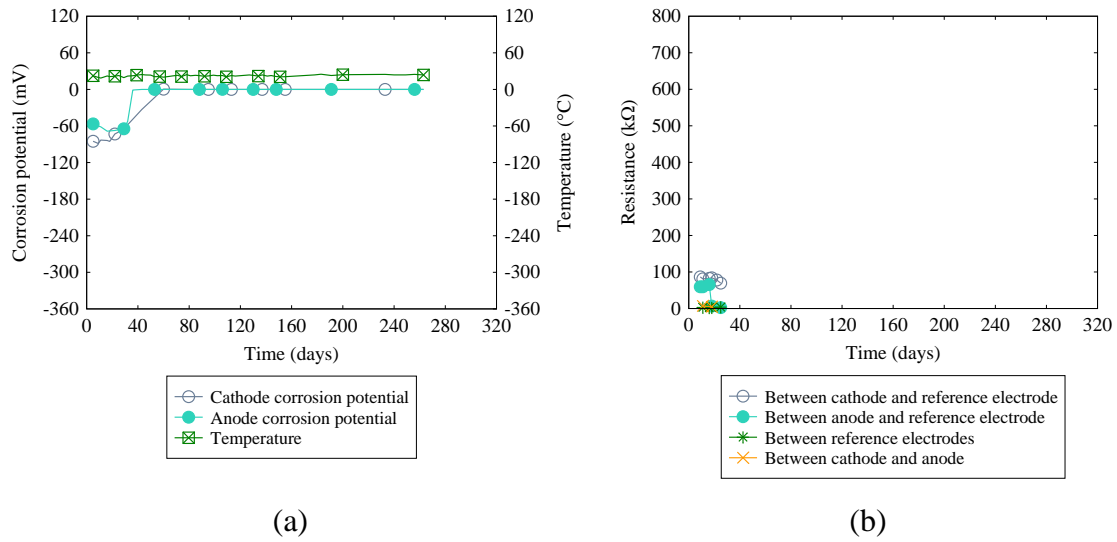 120
60
0
-60
-120
-180
-240
-300
-360
Corrosion potential (mV)
120
60
0
-60
-120
-180
-240
-300
-360
Temperature (°C)
0 40 80 120 160 200 240 280 320
Time (days)
Cathode corrosion potential
Anode corrosion potential
Temperature
(a)
800
700
600
500
400
300
200
100
0
Resistance (kΩ)
0 40 80 120 160 200 240 280 320
Time (days)
Between cathode and reference electrode
Between anode and reference electrode
Between reference electrodes
Between cathode and anode
(b)